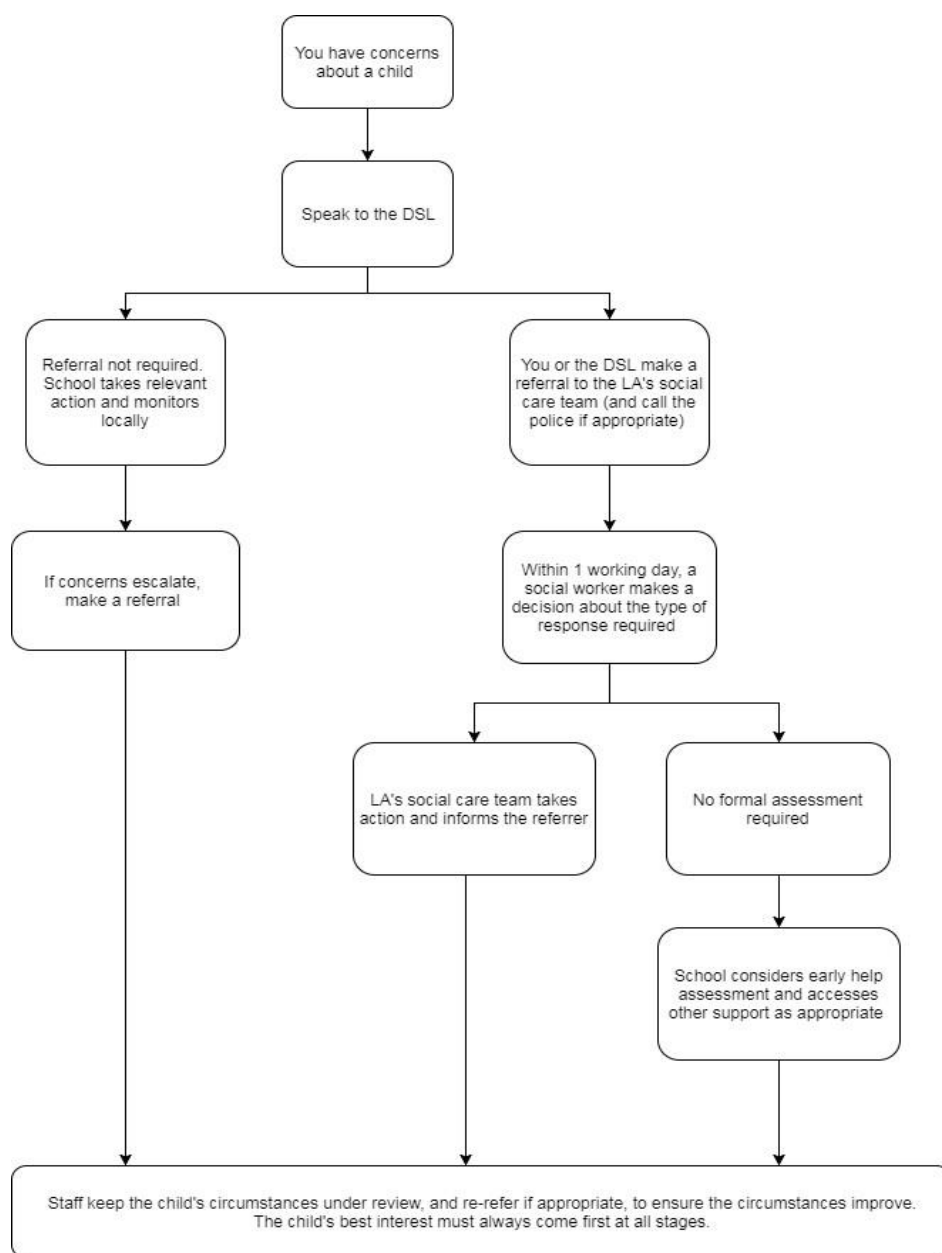 You have concerns
about a child
Speak to the DSL
Referral not required.
School takes relevant
action and monitors
locally
You or the DSL make a
referral to the LA's social
care team (and call the
police if appropriate)
If concerns escalate,
make a referral
Within 1 working day, a
social worker makes a
decision about the type of
response required
LA's social care team takes
action and informs the referrer
No formal assessment
required
School considers early help
assessment and accesses
other support as appropriate
Staff keep the child's circumstances under review, and re-refer if appropriate, to ensure the circumstances improve.
The child's best interest must always come first at all stages.